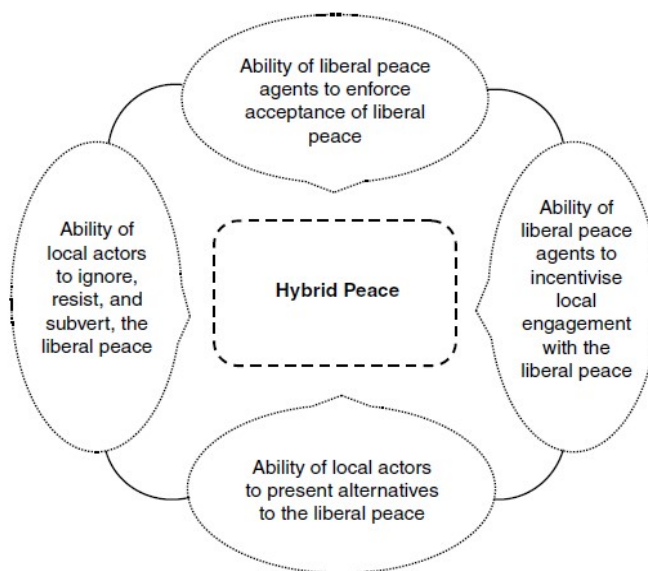 Ability of liberal peace
agents to enforce
acceptance of liberal
peace
Ability of
local actors
to ignore,
resist, and
subvert, the
liberal peace
Hybrid Peace
Ability of
liberal peace
agents to
incentivise
local
engagement
with the
liberal peace
Ability of local actors
to present alternatives
to the liberal peace